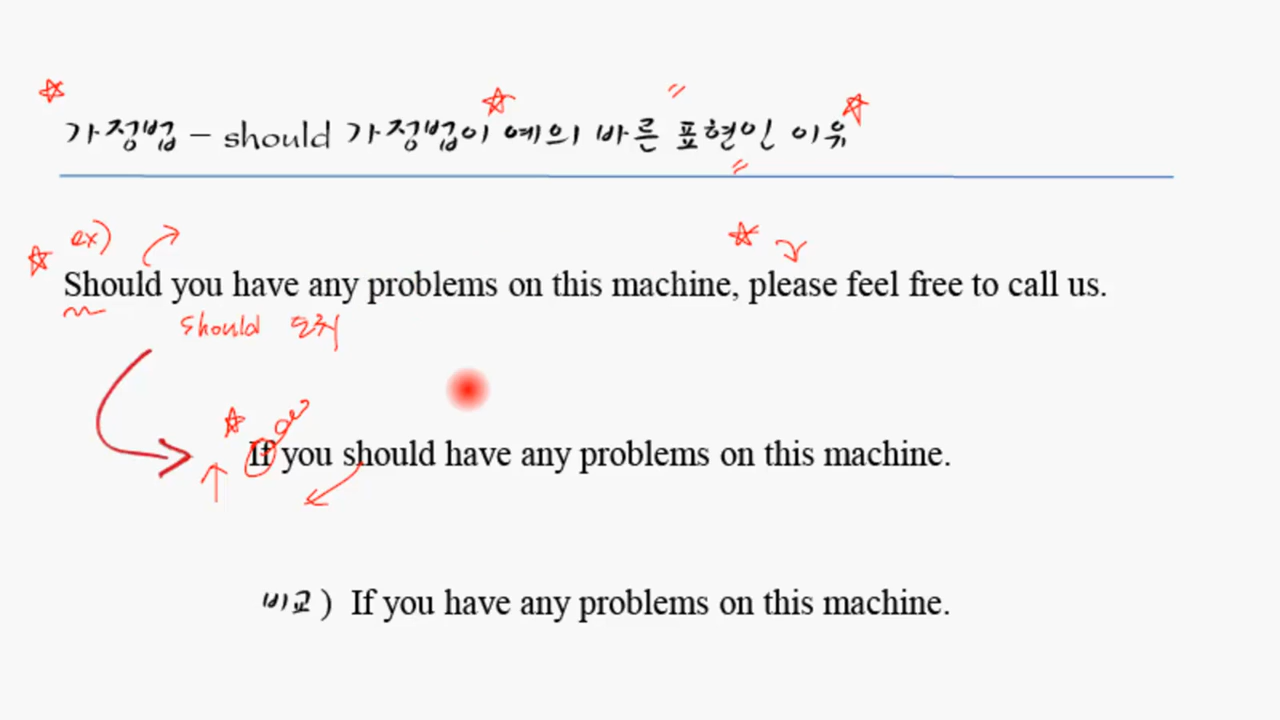 가정법 – should 가정법이 예의 바른 표현인 이유
ex)
Should you have any problems on this machine, please feel free to call us.
should 도치
If you should have any problems on this machine.
비교) If you have any problems on this machine.